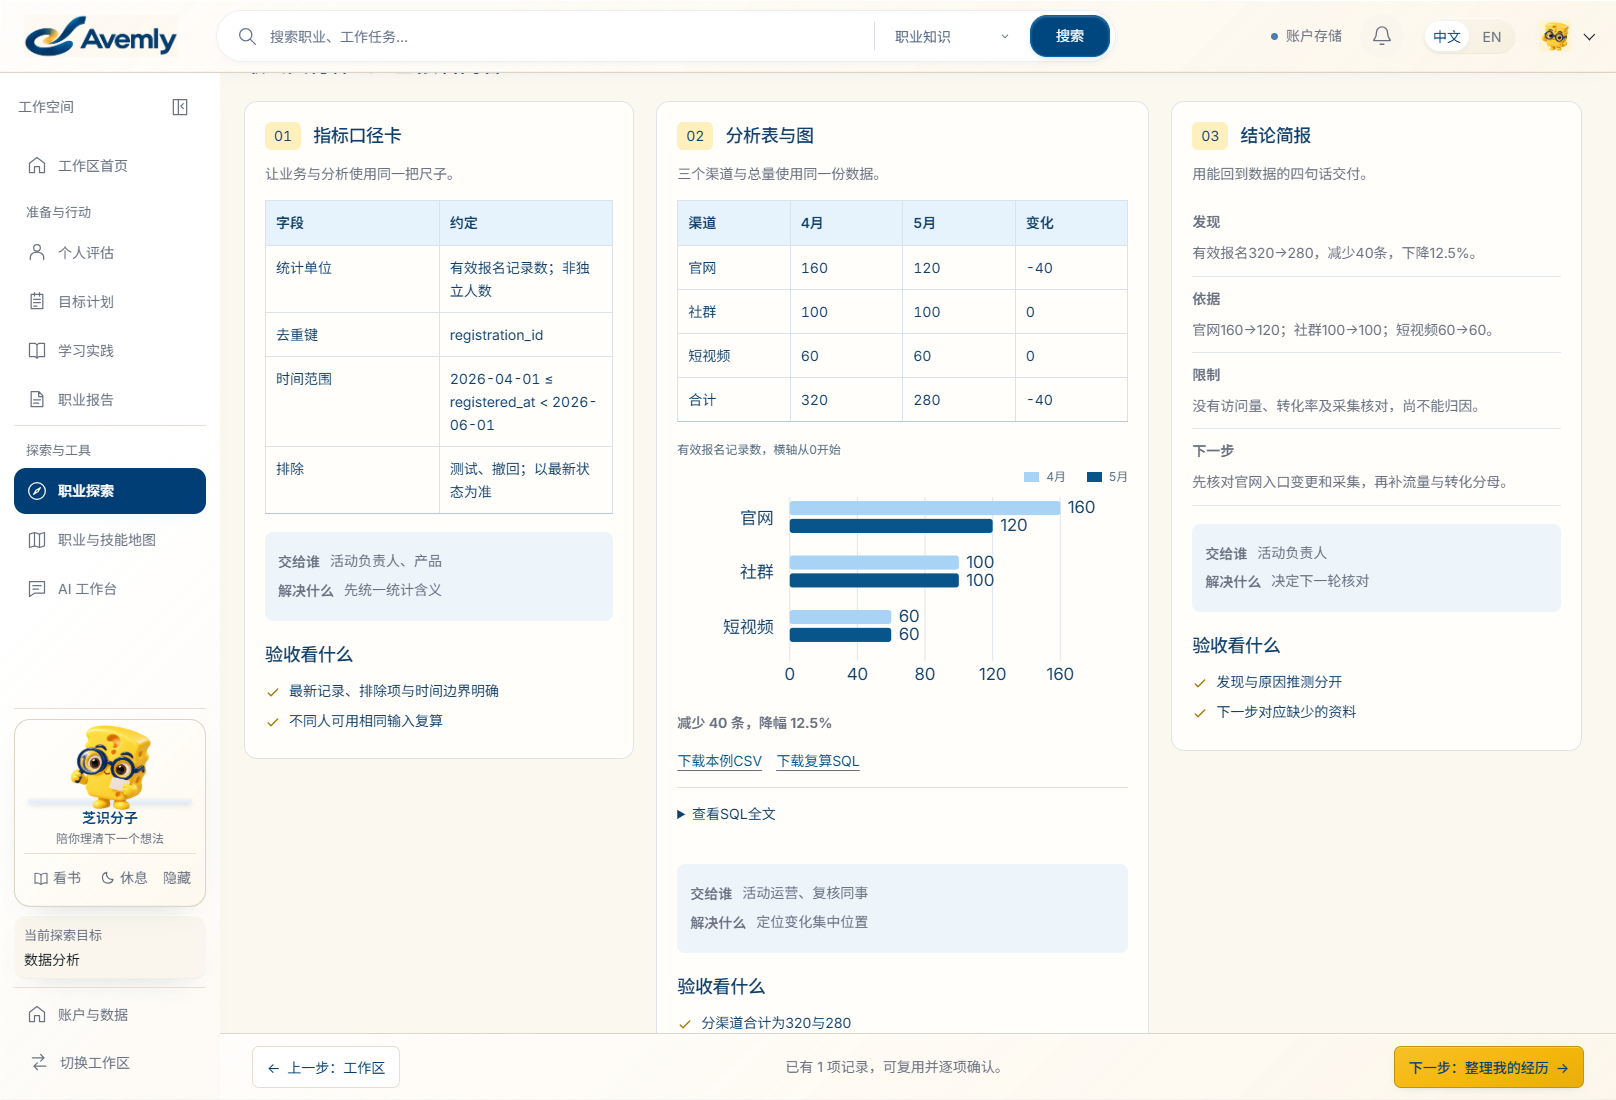 Avemly
搜索职业、工作任务...
职业知识
搜索
账户存储
中文
EN
工作空间
工作区首页
准备与行动
个人评估
目标计划
学习实践
职业报告
探索与工具
职业探索
职业与技能地图
AI 工作台
芝识分子
陪你理清下一个想法
看书
休息
隐藏
当前探索目标
数据分析
账户与数据
切换工作区
01 指标口径卡
让业务与分析使用同一把尺子。
字段 约定
统计单位 有效报名记录数；非独
立人数
去重键 registration_id
时间范围 2026-04-01 ≤
registered_at < 2026-
06-01
排除 测试、撤回；以最新状
态为准
交给谁 活动负责人、产品
解决什么 先统一统计含义
验收看什么
最新记录、排除项与时间边界明确
不同人可用相同输入复算
02 分析表与图
三个渠道与总量使用同一份数据。
渠道 4月 5月 变化
官网 160 120 -40
社群 100 100 0
短视频 60 60 0
合计 320 280 -40
有效报名记录数，横轴从0开始
4月 5月
官网 160
120
社群 100
100
短视频 60
60
0 40 80 120 160
减少 40 条，降幅 12.5%
下载本例CSV 下载复算SQL
▶ 查看SQL全文
交给谁 活动运营、复核同事
解决什么 定位变化集中位置
验收看什么
分渠道合计为320与280
03 结论简报
用能回到数据的四句话交付。
发现
有效报名320→280，减少40条，下降12.5%。
依据
官网160→120；社群100→100；短视频60→60。
限制
没有访问量、转化率及采集核对，尚不能归因。
下一步
先核对官网入口变更和采集，再补流量与转化分母。
交给谁 活动负责人
解决什么 决定下一轮核对
验收看什么
发现与原因推测分开
下一步对应缺少的资料
← 上一步：工作区
已有 1 项记录，可复用并逐项确认。
下一步：整理我的经历 →